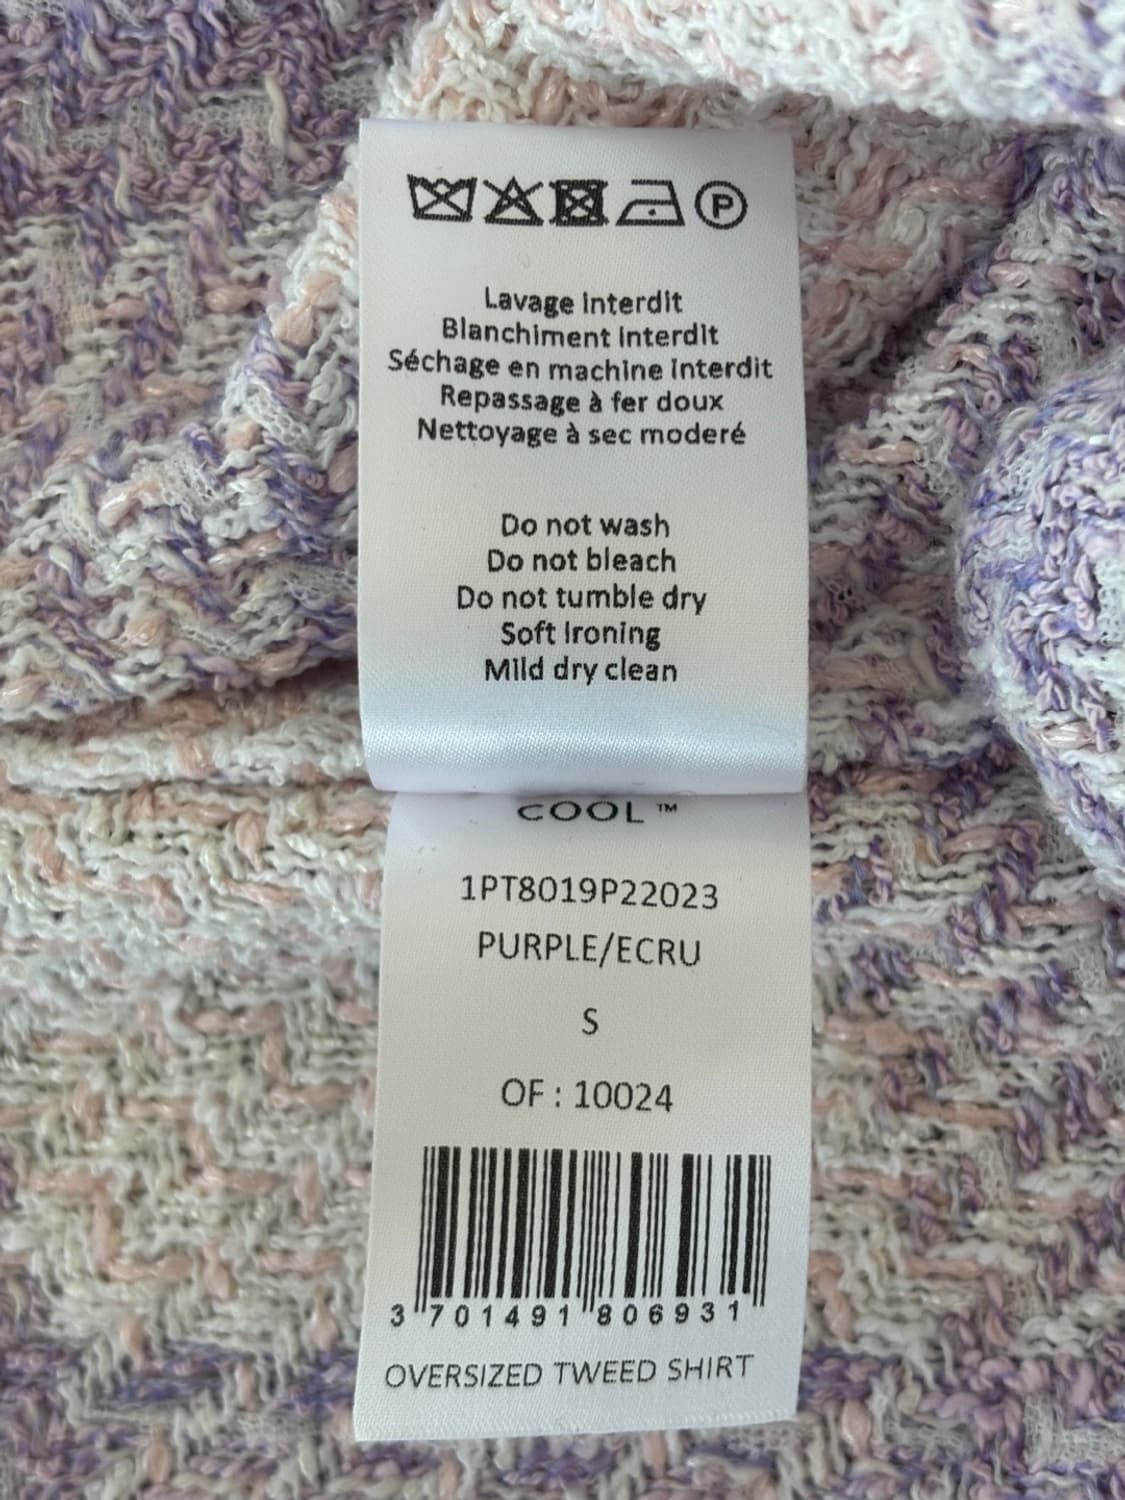 P
Lavage interdit
Blanchiment interdit
Séchage en machine interdit
Repassage à fer doux
Nettoyage à sec moderé
Do not wash
Do not bleach
Do not tumble dry
Soft ironing
Mild dry clean
COOL™
1PT8019P22023
PURPLE/ECRU
S
OF : 10024
3 701491 806931
OVERSIZED TWEED SHIRT